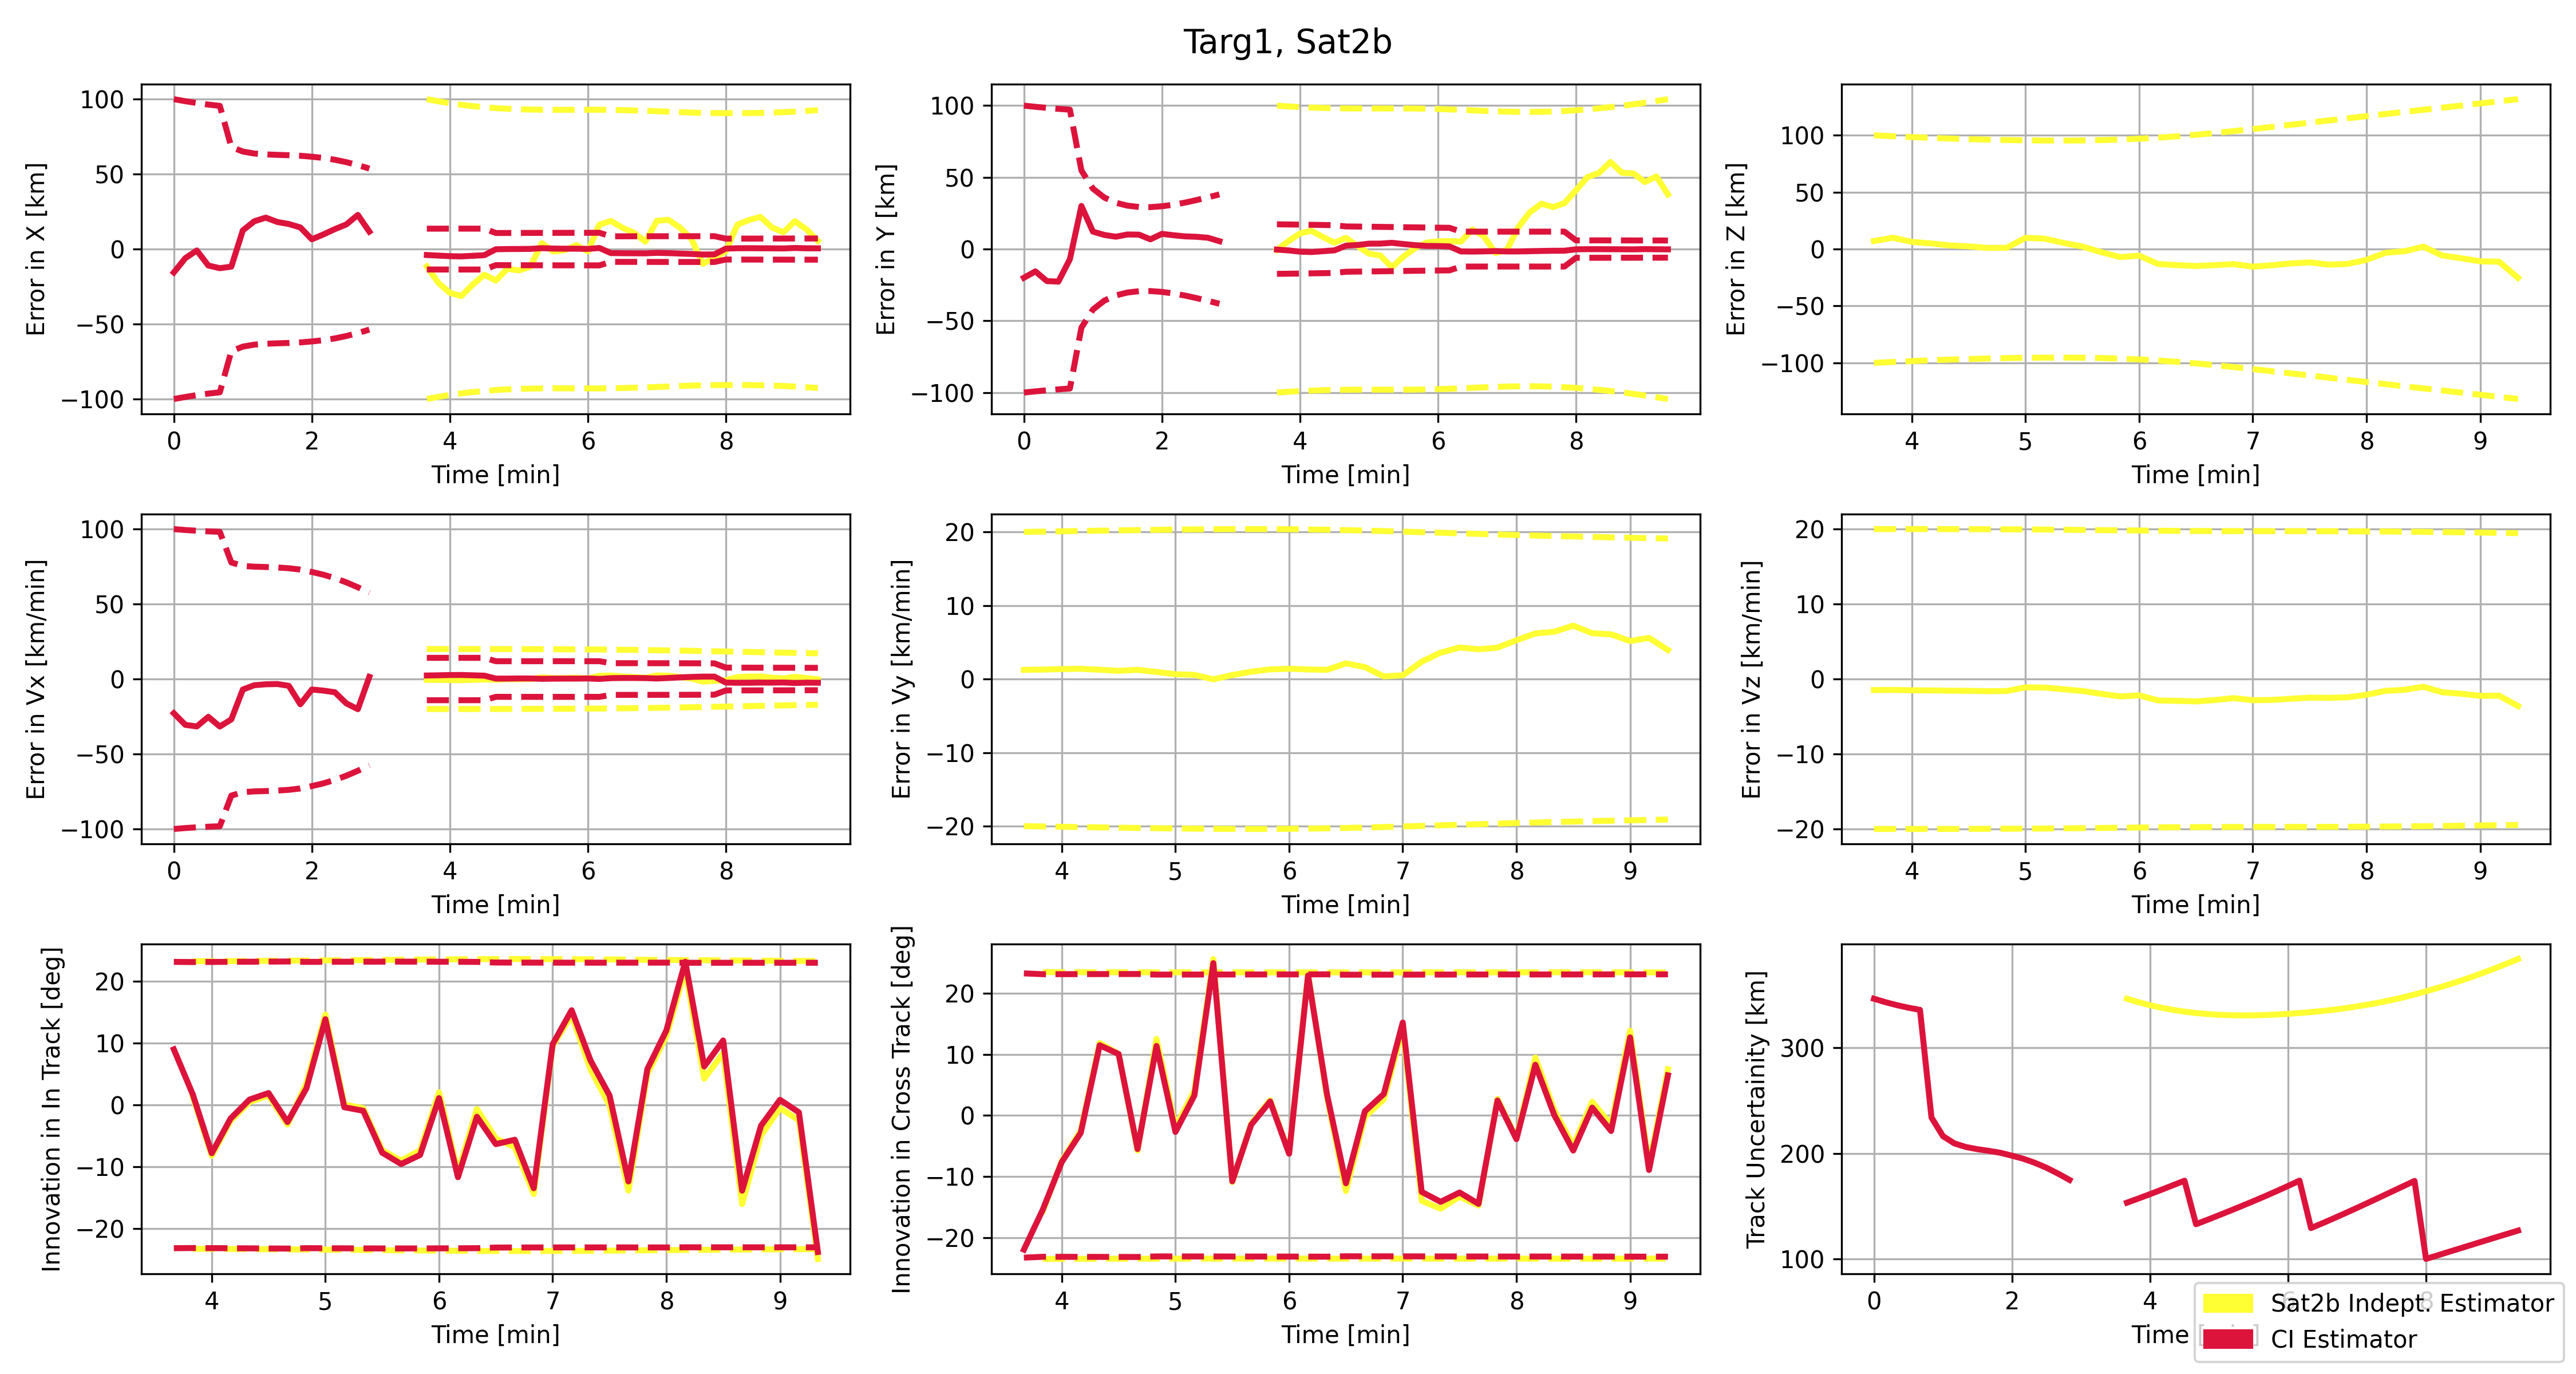 Targ1, Sat2b
100
50
0
−50
−100
0 2 4 6 8
Error in X [km]
Time [min]
100
50
0
−50
−100
0 2 4 6 8
Error in Y [km]
Time [min]
100
50
0
−50
−100
4 5 6 7 8 9
Error in Z [km]
Time [min]
100
50
0
−50
−100
0 2 4 6 8
Error in Vx [km/min]
Time [min]
20
10
0
−10
−20
4 5 6 7 8 9
Error in Vy [km/min]
Time [min]
20
10
0
−10
−20
4 5 6 7 8 9
Error in Vz [km/min]
Time [min]
20
10
0
−10
−20
4 5 6 7 8 9
Innovation in In Track [deg]
Time [min]
20
10
0
−10
−20
4 5 6 7 8 9
Innovation in Cross Track [deg]
Time [min]
300
200
100
0 2 4 6 8
Track Uncertainity [km]
Time
Sat2b Indept. Estimator
CI Estimator